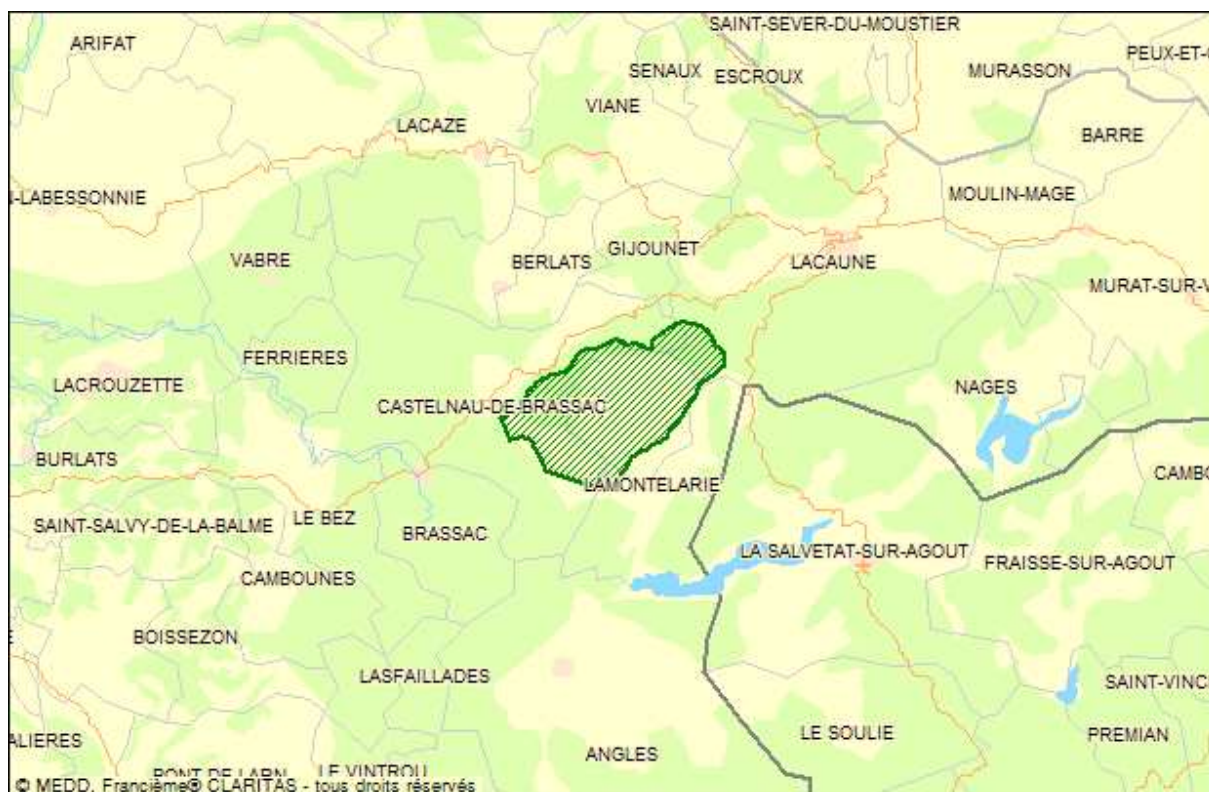 SAINT-SEVER-DU-MOUSTIER
ARIFAT
PEUX-ET-C
SENAUX
ESCROUX
MURASSON
VIANE
LACAZE
BARRE
N-LABESSONNIE
MOULIN-MAGE
GIJOUNET
VABRE
BERLATS
LACAUNE
MURAT-SUR-V
FERRIERES
LACROUZETTE
NAGES
CASTELNAU-DE-BRASSAC
BURLATS
CAMBO
LAMONTELARIE
SAINT-SALVY-DE-LA-BALME
LE BEZ
BRASSAC
LA SALVETAT-SUR-AGOUT
FRAISSE-SUR-AGOUT
CAMBOUNES
E
BOISSEZON
LASFAILLADES
SAINT-VINC
LE SOULIE
PREMIAN
ALIERES
ANGLES
PONT DE LARN
LE VINTROU
© MEDD, Francième® CLARITAS - tous droits réservés